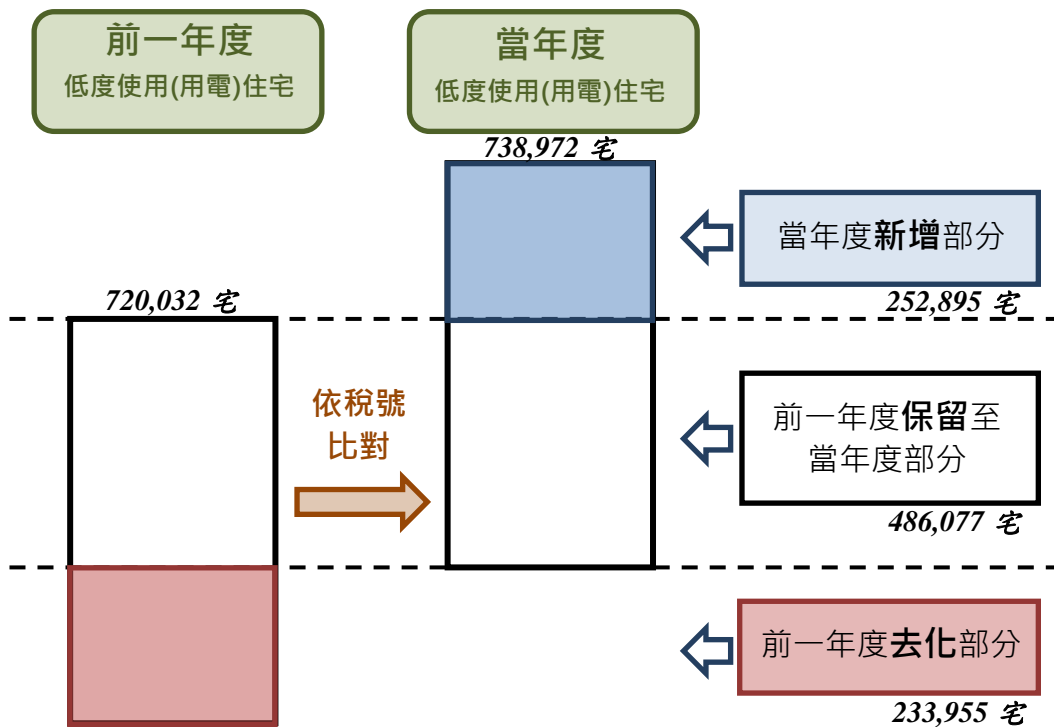 前一年度
低度使用(用電)住宅
當年度
低度使用(用電)住宅
738,972 宅
當年度新增部分
252,895 宅
720,032 宅
依稅號
比對
前一年度保留至
當年度部分
486,077 宅
前一年度去化部分
233,955 宅